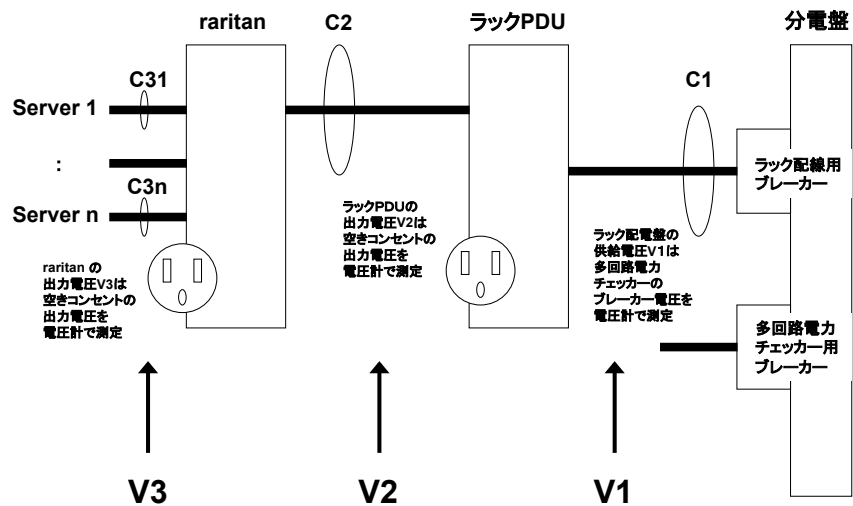 raritan
C2
ラックPDU
分電盤
C31
C1
Server 1
:
ラック配線用
ブレーカー
C3n
Server n
ラックPDUの
出力電圧V2は
空きコンセントの
出力電圧を
電圧計で測定
ラック配電盤の
供給電圧V1は
多回路電力
チェッカーの
ブレーカー電圧を
電圧計で測定
raritan の
出力電圧V3は
空きコンセントの
出力電圧を
電圧計で測定
多回路電力
チェッカー用
ブレーカー
V3
V2
V1